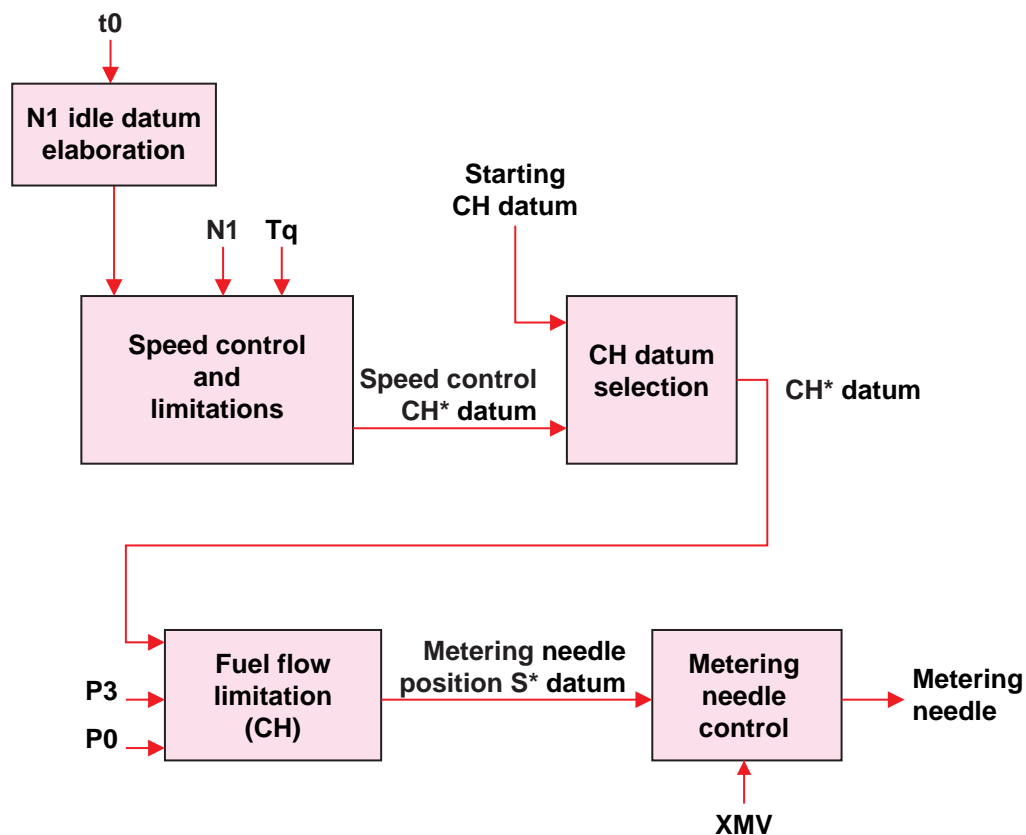 t0
N1 idle datum
elaboration
Starting
CH datum
N1 Tq
Speed control
and
limitations
Speed control
CH* datum
CH datum
selection
CH* datum
Fuel flow
limitation
(CH)
P3
P0
Metering needle
position S* datum
Metering
needle
control
Metering
needle
XMV